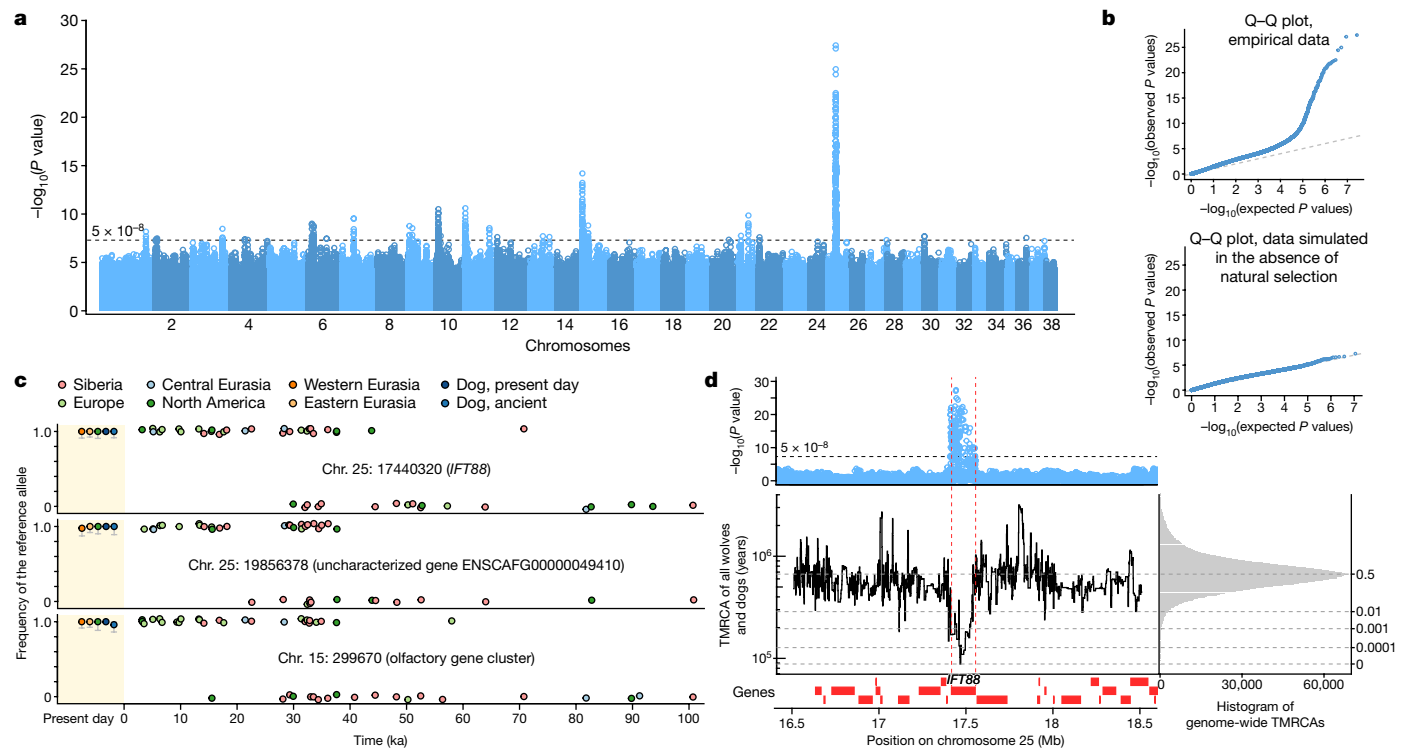 a
30
25
20
15
10
5
0
–log10(P value)
5 × 10−8
2 4 6 8 10 12 14 16 18 20 22 24 26 28 30 32 34 36 38
Chromosomes
b
Q–Q plot,
empirical data
25
20
15
10
5
0
–log10(observed P values)
0 1 2 3 4 5 6 7
–log10(expected P values)
Q–Q plot, data simulated
in the absence of
natural selection
25
20
15
10
5
0
–log10(observed P values)
0 1 2 3 4 5 6 7
–log10(expected P values)
c
Siberia Central Eurasia Western Eurasia Dog, present day
Europe North America Eastern Eurasia Dog, ancient
Frequency of the reference allele
1.0
Chr. 25: 17440320 (IFT88)
0
1.0
Chr. 25: 19856378 (uncharacterized gene ENSCAFG00000049410)
0
1.0
Chr. 15: 299670 (olfactory gene cluster)
0
Present day 0 10 20 30 40 50 60 70 80 90 100
Time (ka)
d
30
20
10
0
–log10(P value)
5 × 10−8
TMRCA of all wolves
and dogs (years)
106
105
0.5
0.01
0.001
0.0001
0
IFT88
Genes
16.5 17 17.5 18 18.5
Position on chromosome 25 (Mb)
0 30,000 60,000
Histogram of
genome-wide TMRCAs